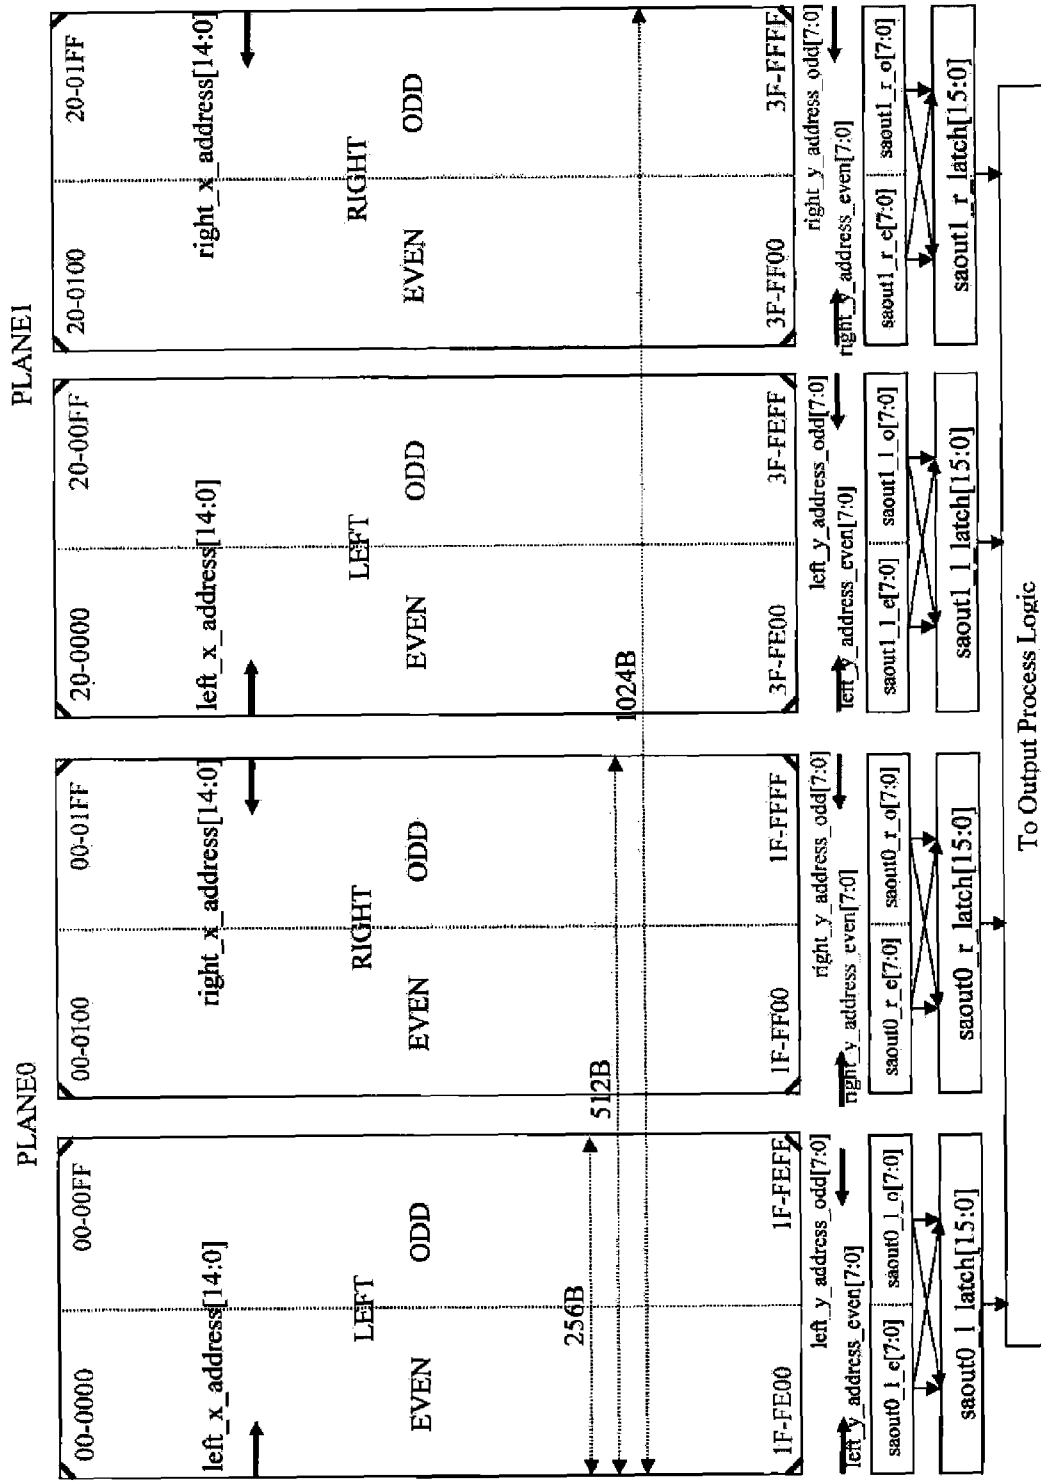 PLANE0
PLANE1
00-0000
00-00FF
00-0100
00-01FF
20-0000
20-00FF
20-0100
20-01FF
left_x_address[14:0]
right_x_address[14:0]
left_x_address[14:0]
right_x_address[14:0]
LEFT
RIGHT
LEFT
RIGHT
EVEN
ODD
EVEN
ODD
EVEN
ODD
EVEN
ODD
256B
512B
1024B
1F-FE00
1F-FEFF
1F-FF00
1F-FFFF
3F-FE00
3F-FEFF
3F-FF00
3F-FFFF
left_y_address_odd[7:0]
right_y_address_odd[7:0]
left_y_address_odd[7:0]
right_y_address_odd[7:0]
left_y_address_even[7:0]
right_y_address_even[7:0]
left_y_address_even[7:0]
right_y_address_even[7:0]
saout0_l_e[7:0]
saout0_l_o[7:0]
saout0_r_e[7:0]
saout0_r_o[7:0]
saout1_l_e[7:0]
saout1_l_o[7:0]
saout1_r_e[7:0]
saout1_r_o[7:0]
saout0_l_latch[15:0]
saout0_r_latch[15:0]
saout1_l_latch[15:0]
saout1_r_latch[15:0]
To Output Process Logic